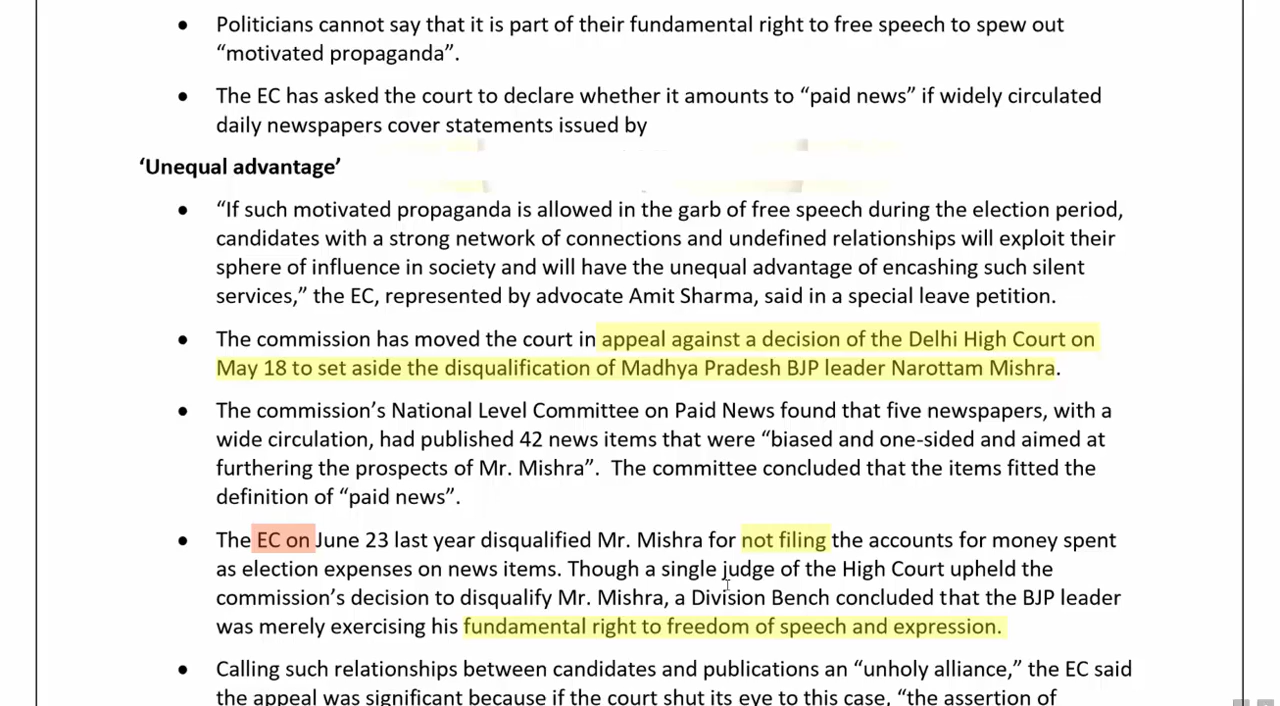 • Politicians cannot say that it is part of their fundamental right to free speech to spew out
“motivated propaganda”.
• The EC has asked the court to declare whether it amounts to “paid news” if widely circulated
daily newspapers cover statements issued by
‘Unequal advantage’
• “If such motivated propaganda is allowed in the garb of free speech during the election period,
candidates with a strong network of connections and undefined relationships will exploit their
sphere of influence in society and will have the unequal advantage of encashing such silent
services,” the EC, represented by advocate Amit Sharma, said in a special leave petition.
• The commission has moved the court in appeal against a decision of the Delhi High Court on
May 18 to set aside the disqualification of Madhya Pradesh BJP leader Narottam Mishra.
• The commission’s National Level Committee on Paid News found that five newspapers, with a
wide circulation, had published 42 news items that were “biased and one-sided and aimed at
furthering the prospects of Mr. Mishra”. The committee concluded that the items fitted the
definition of “paid news”.
• The EC on June 23 last year disqualified Mr. Mishra for not filing the accounts for money spent
as election expenses on news items. Though a single judge of the High Court upheld the
commission’s decision to disqualify Mr. Mishra, a Division Bench concluded that the BJP leader
was merely exercising his fundamental right to freedom of speech and expression.
• Calling such relationships between candidates and publications an “unholy alliance,” the EC said
the appeal was significant because if the court shut its eye to this case, “the assertion of